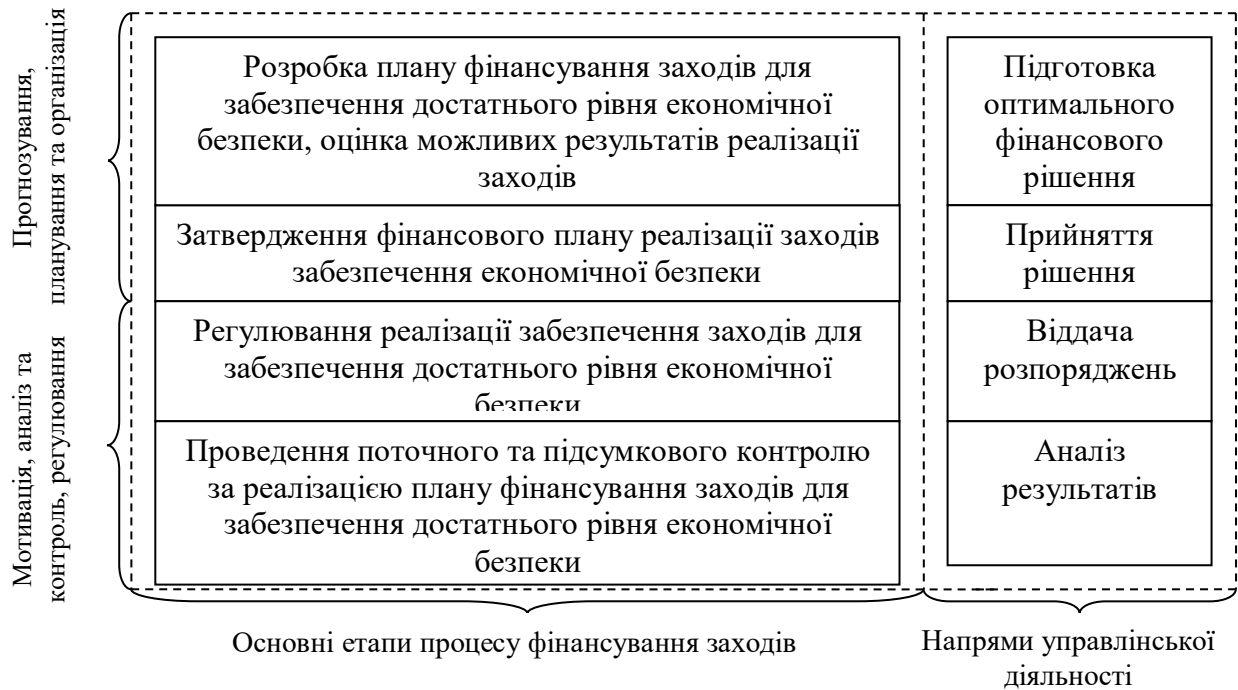 Прогнозування,
планування та організація
Розробка плану фінансування заходів для
забезпечення достатнього рівня економічної
безпеки, оцінка можливих результатів реалізації
заходів
Підготовка
оптимального
фінансового
рішення
Затвердження фінансового плану реалізації заходів
забезпечення економічної безпеки
Прийняття
рішення
Мотивація, аналіз та
контроль, регулювання
Регулювання реалізації забезпечення заходів для
забезпечення достатнього рівня економічної
безпеки
Віддача
розпоряджень
Проведення поточного та підсумкового контролю
за реалізацією плану фінансування заходів для
забезпечення достатнього рівня економічної
безпеки
Аналіз
результатів
Основні етапи процесу фінансування заходів
Напрями управлінської
діяльності